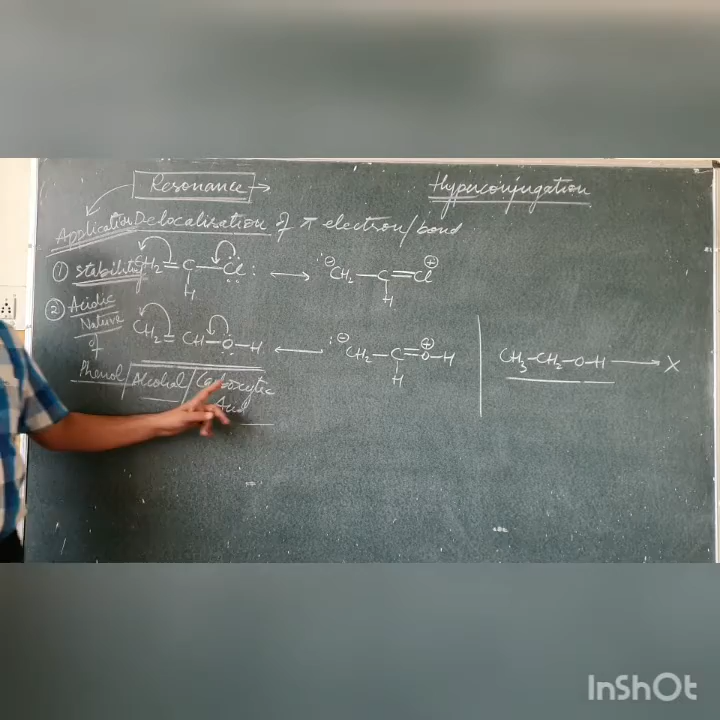 Resonance → Hyperconjugation
Application Delocalisation of π electron/bond
① stability CH₂=C—Cl: ⟶ :⊖CH₂—C=Cl⊕
H H
② Acidic
Nature
of
CH₂=CH—O—H ⟵ :⊖CH₂—C=O⊕—H CH₃-CH₂-O-H ⟶ X
H
Phenol/Alcohol/Carboxylic
Acid
InShOt